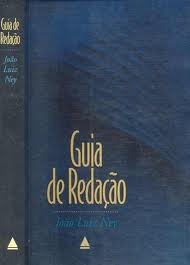 Guia de
Redação
João
Luiz
Ney
Guia
de Redação
João Luiz Ney